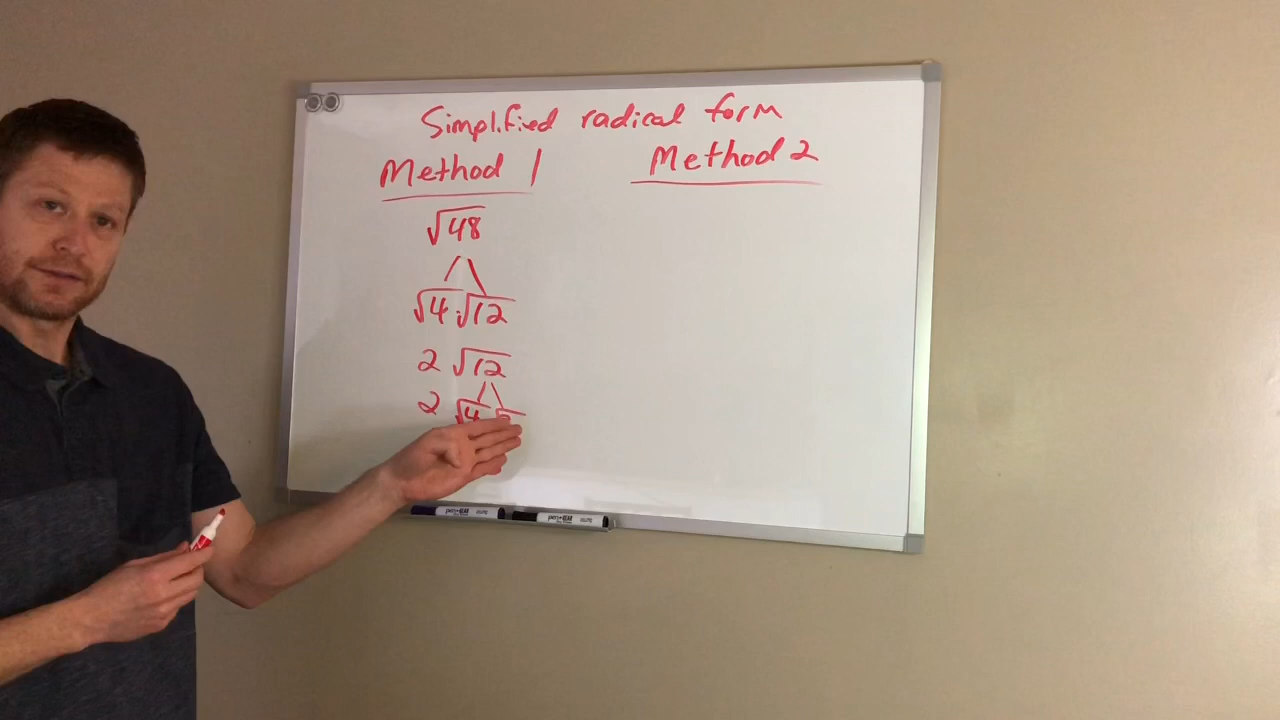 Simplified radical form
Method 1
Method 2
√48
√4·√12
2 √12
2 √4